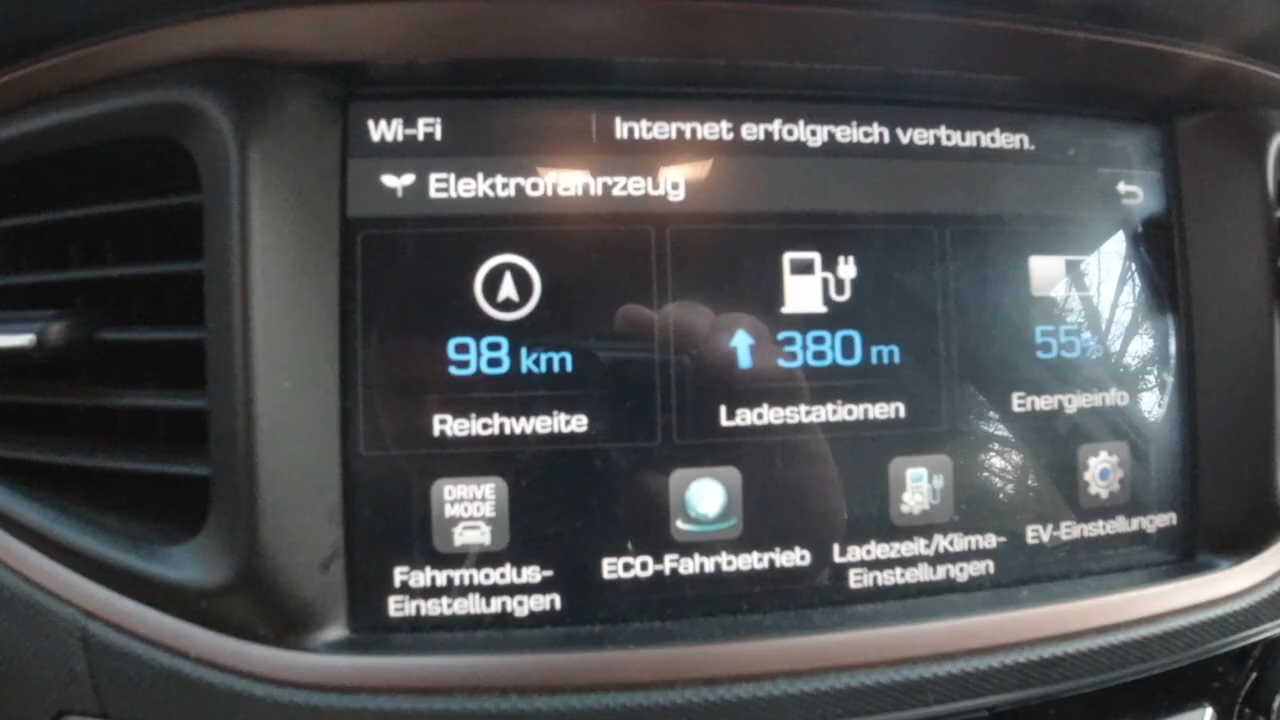 Wi-Fi
Internet erfolgreich verbunden.
Elektrofahrzeug
98 km
Reichweite
380 m
Ladestationen
55%
Energieinfo
DRIVE
MODE
Fahrmodus-
Einstellungen
ECO-Fahrbetrieb
Ladezeit/Klima-
Einstellungen
EV-Einstellungen